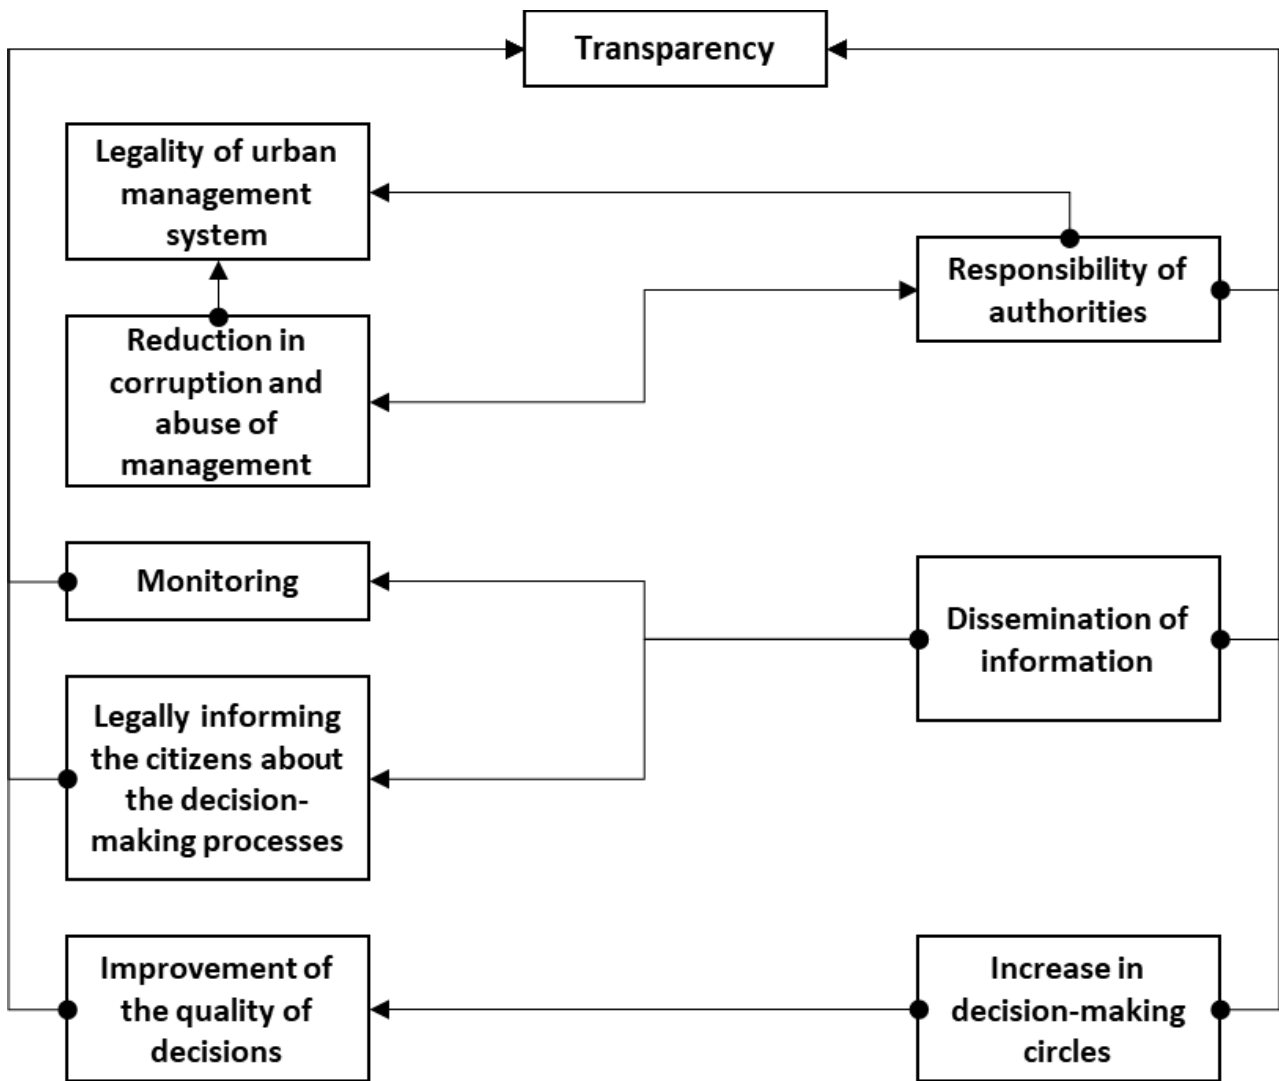 Transparency
Legality of urban
management
system
Responsibility of
authorities
Reduction in
corruption and
abuse of
management
Monitoring
Dissemination of
information
Legally informing
the citizens about
the decision-
making processes
Improvement of
the quality of
decisions
Increase in
decision-making
circles